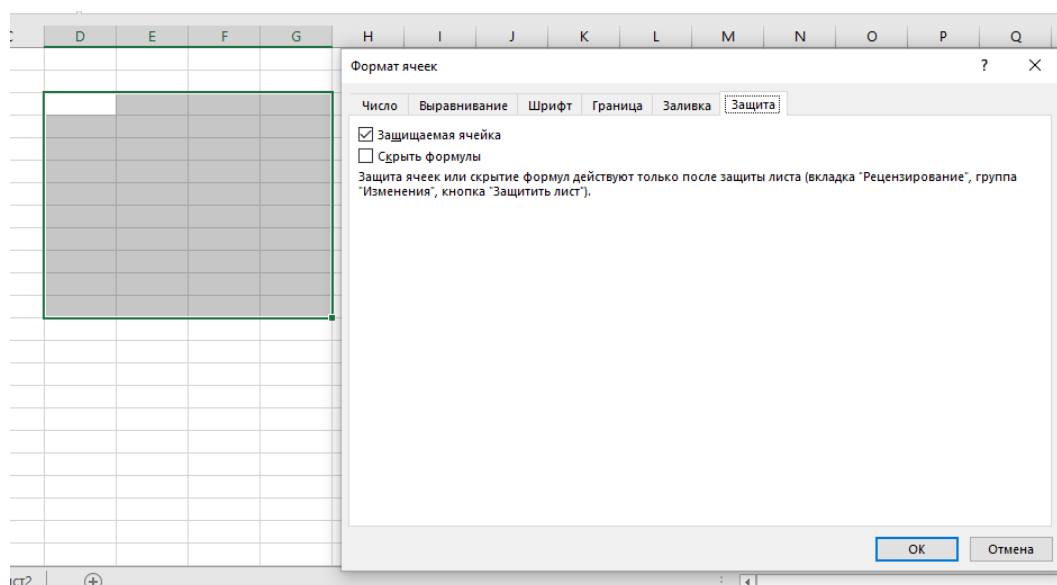 D E F G H I J K L M N O P Q
Формат ячеек ?
Число Выравнивание Шрифт Граница Заливка Защита
Защищаемая ячейка
Скрыть формулы
Защита ячеек или скрытие формул действуют только после защиты листа (вкладка "Рецензирование", группа
"Изменения", кнопка "Защитить лист").
ОК Отмена